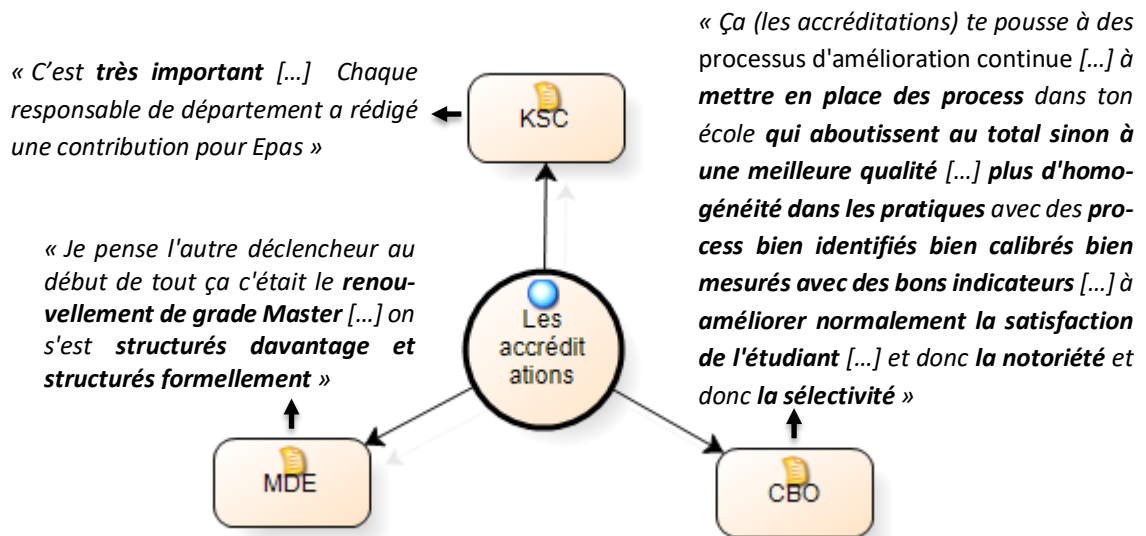 « C’est très important […] Chaque
responsable de département a rédigé
une contribution pour Epas »
KSC
« Ça (les accréditations) te pousse à des
processus d'amélioration continue […] à
mettre en place des process dans ton
école qui aboutissent au total sinon à
une meilleure qualité […] plus d'homo-
généité dans les pratiques avec des pro-
cess bien identifiés bien calibrés bien
mesurés avec des bons indicateurs […] à
améliorer normalement la satisfaction
de l'étudiant […] et donc la notoriété et
donc la sélectivité »
« Je pense l'autre déclencheur au
début de tout ça c'était le renou-
vellement de grade Master […] on
s'est structurés davantage et
structurés formellement »
Les
accrédit
ations
MDE
CBO